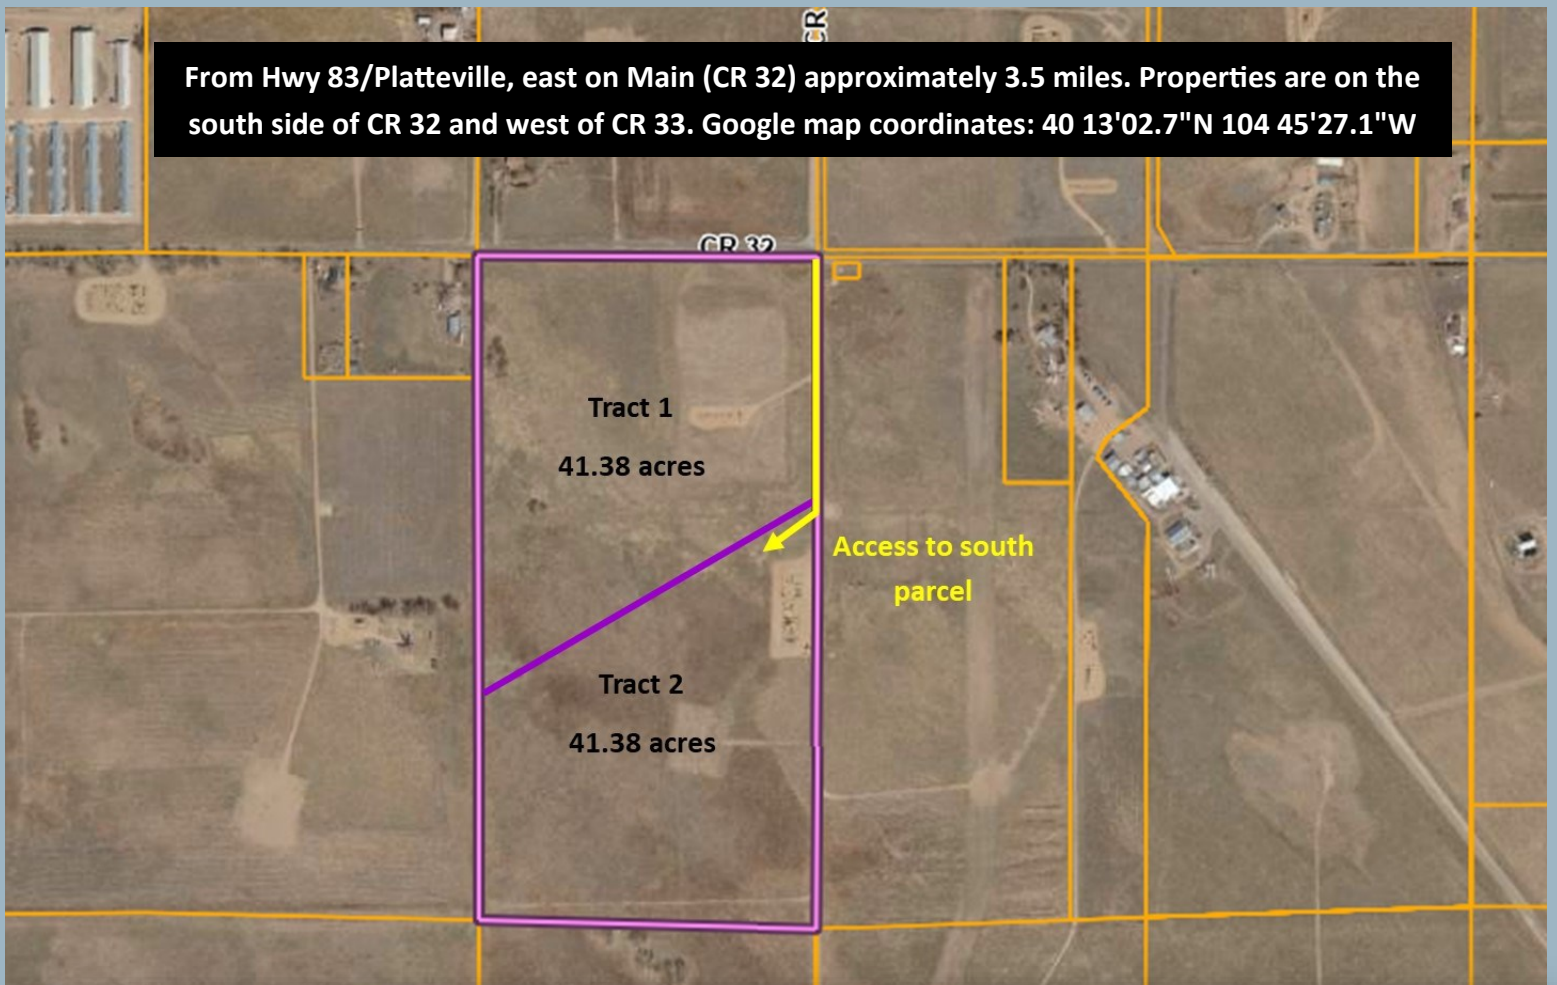 CR
From Hwy 83/Platteville, east on Main (CR 32) approximately 3.5 miles. Properties are on the
south side of CR 32 and west of CR 33. Google map coordinates: 40 13'02.7"N 104 45'27.1"W
CR 32
Tract 1
41.38 acres
Access to south
parcel
Tract 2
41.38 acres